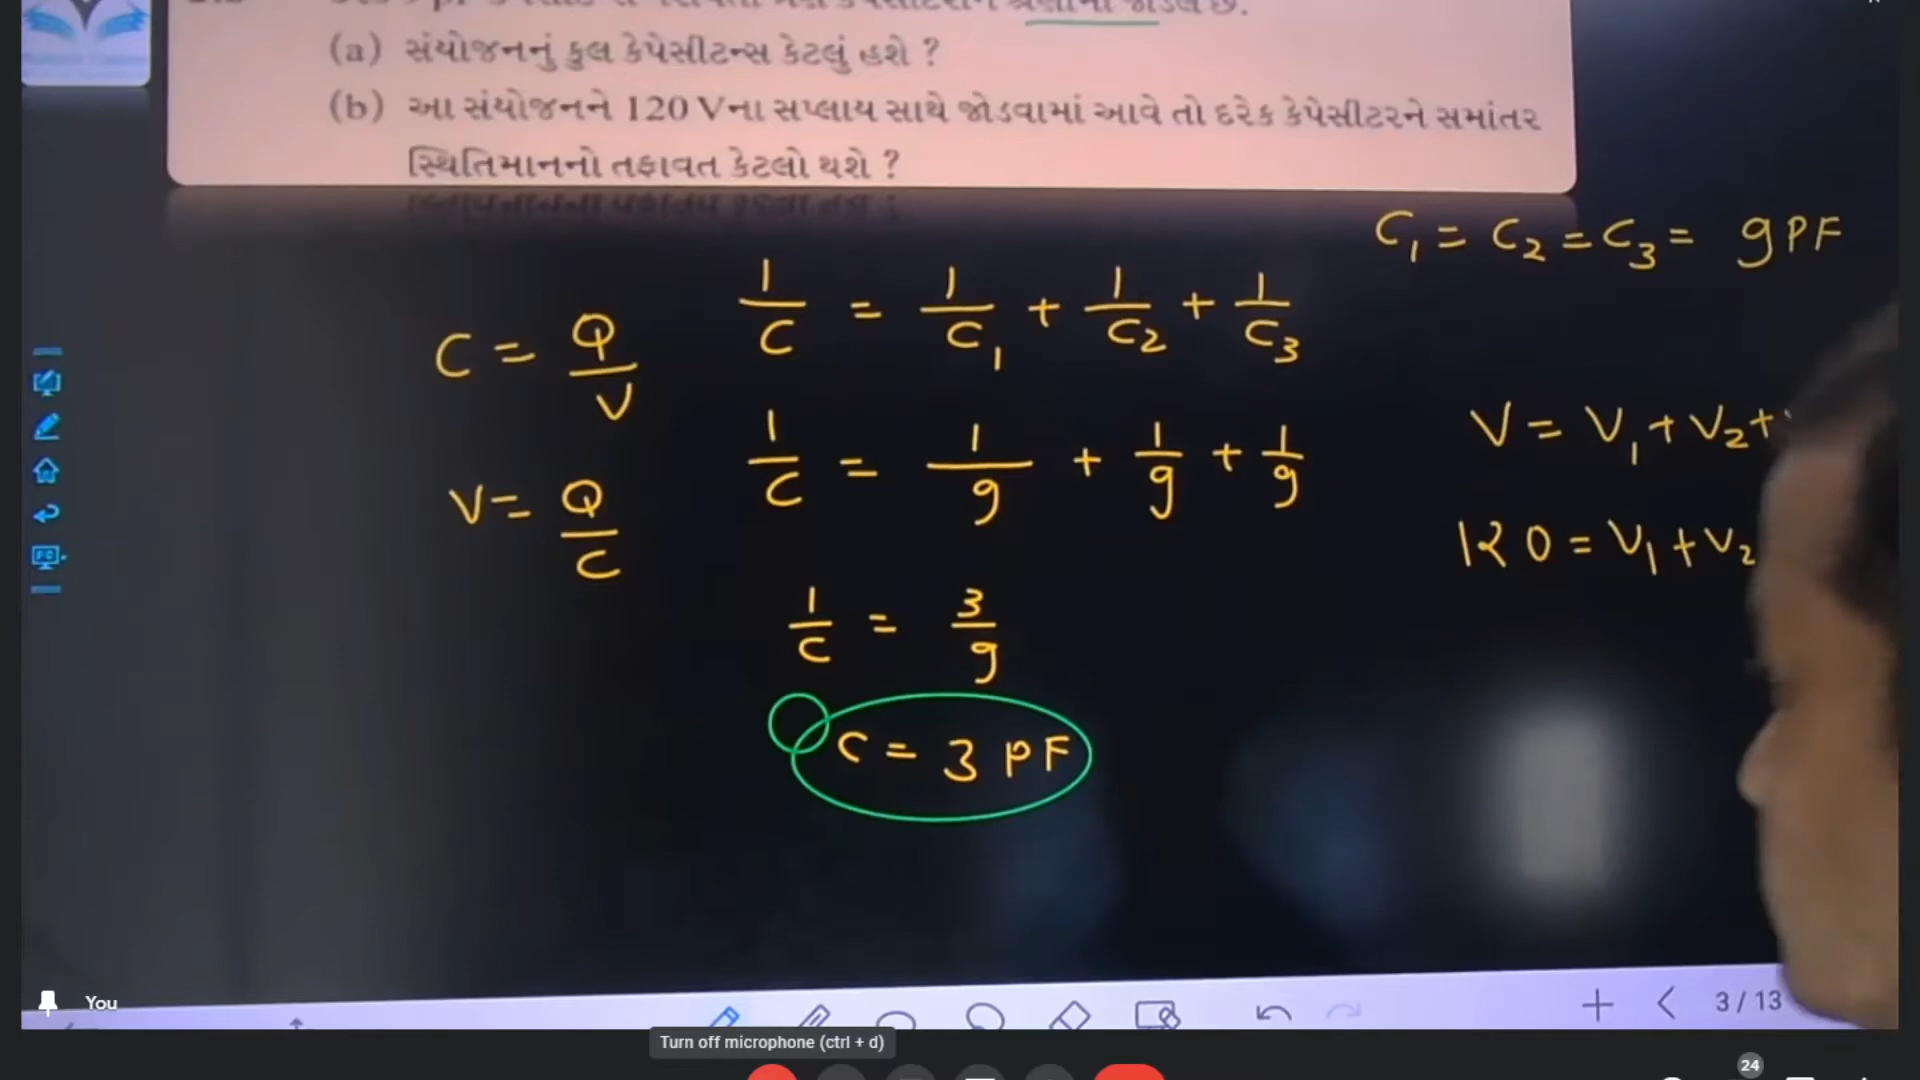 (a) સંયોજનનું કુલ કેપેસીટન્સ કેટલું હશે ?
(b) આ સંયોજનને 120 Vના સપ્લાય સાથે જોડવામાં આવે તો દરેક કેપેસીટરને સમાંતર
સ્થિતિમાનનો તફાવત કેટલો થશે ?
C₁ = C₂ = C₃ = 9 PF
C = Q/V
1/C = 1/C₁ + 1/C₂ + 1/C₃
V = V₁ + V₂ +
V = Q/C
1/C = 1/9 + 1/9 + 1/9
120 = V₁ + V₂
1/C = 3/9
C = 3 PF
You
3 / 13
Turn off microphone (ctrl + d)
24